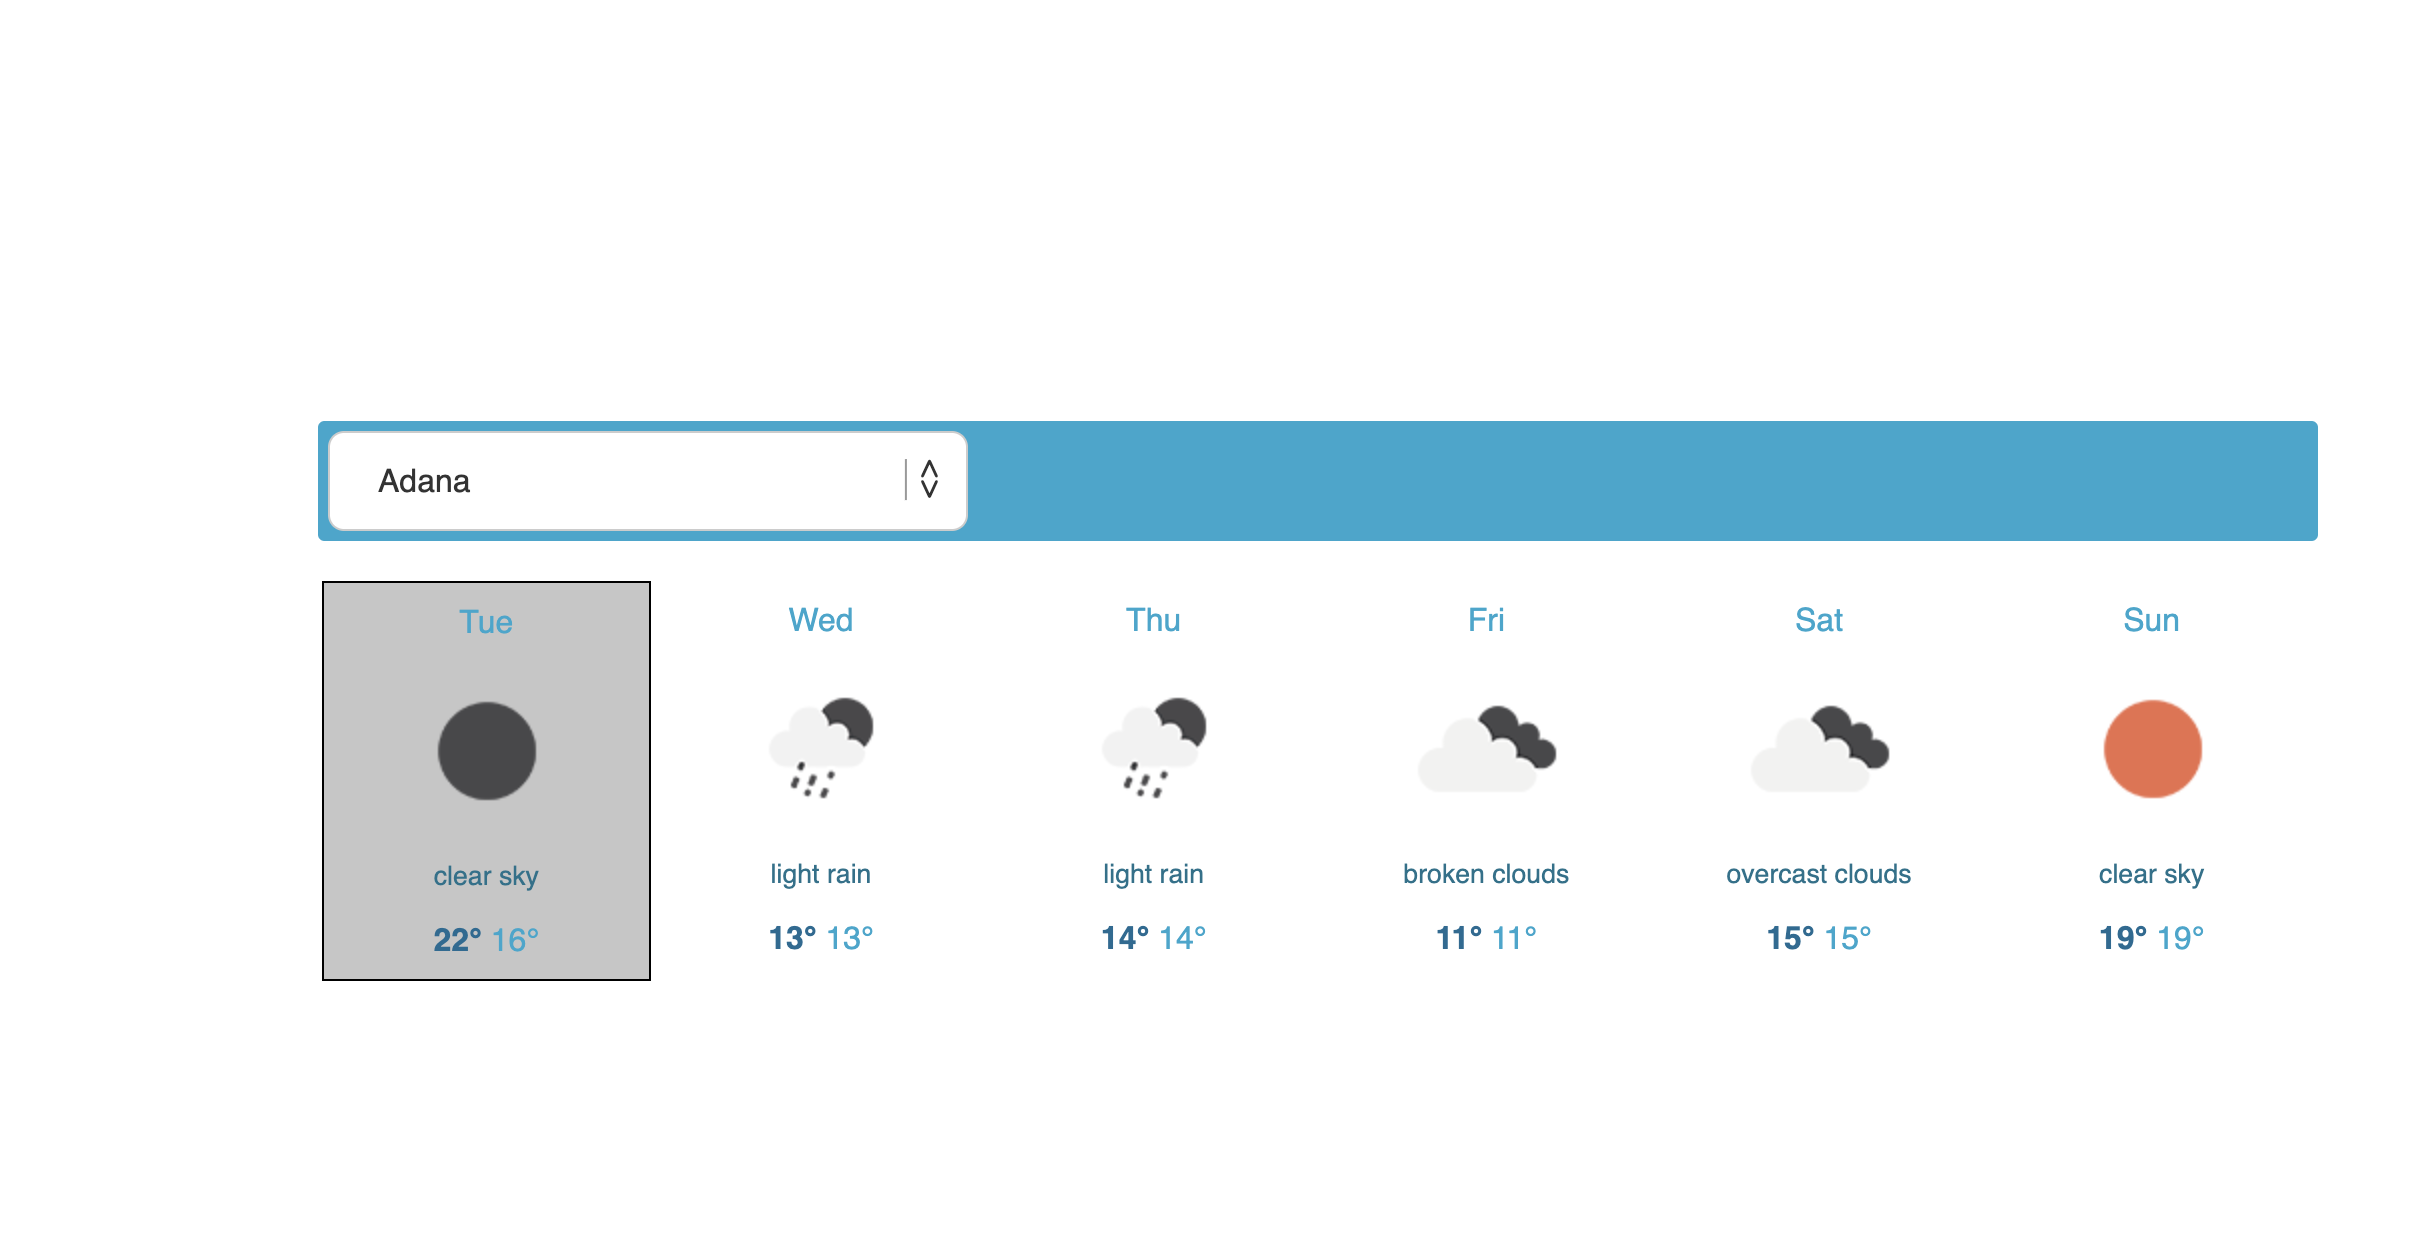 Adana
Tue Wed Thu Fri Sat Sun
clear sky light rain light rain broken clouds overcast clouds clear sky
22° 16° 13° 13° 14° 14° 11° 11° 15° 15° 19° 19°